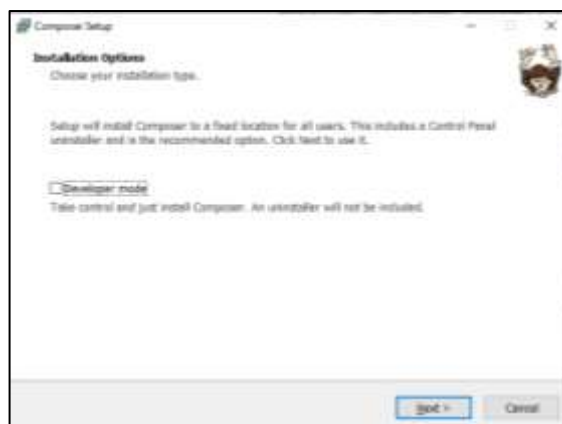 Composer Setup
Installation Options
Choose your installation type.
Setup will install Composer to a fixed location for all users. This includes a Control Panel
uninstaller and is the recommended option. Click Next to use it.
Developer mode
Take control and just install Composer. An uninstaller will not be included.
Next >
Cancel